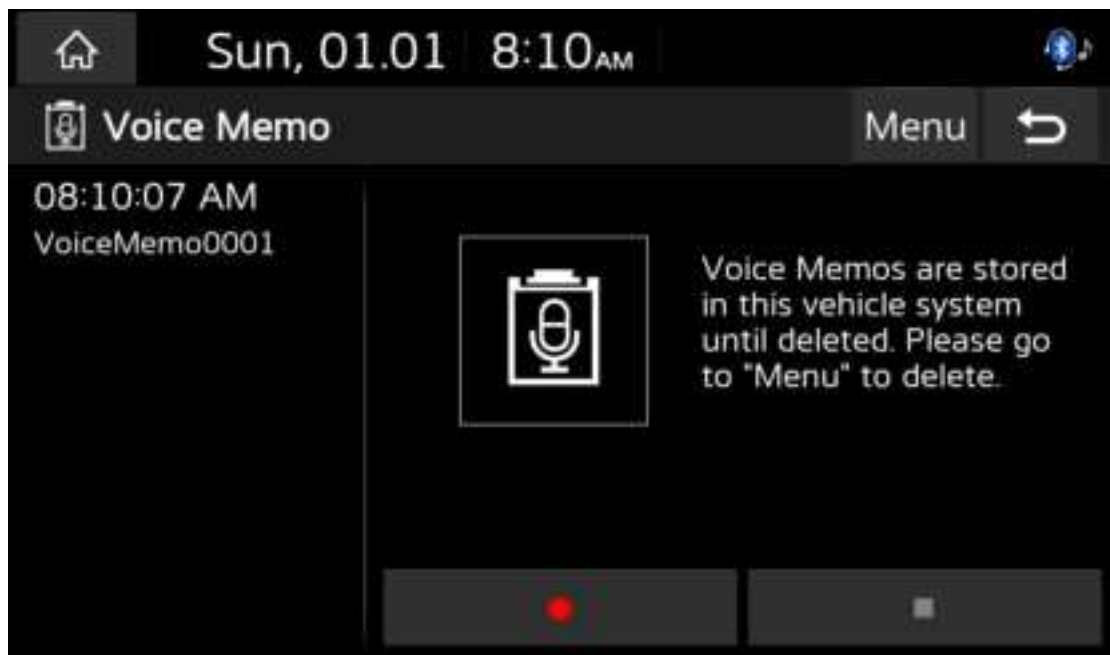 Sun, 01.01 8:10AM
Voice Memo Menu
08:10:07 AM
VoiceMemo0001
Voice Memos are stored
in this vehicle system
until deleted. Please go
to "Menu" to delete.